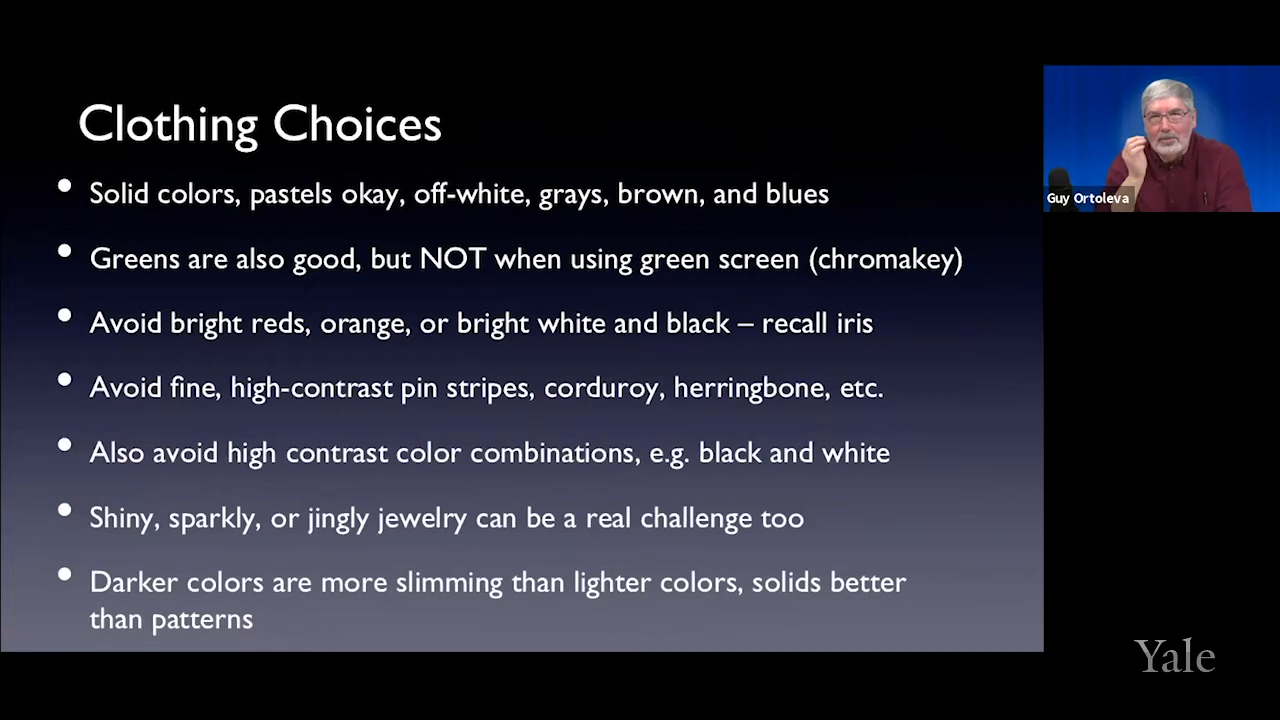 Clothing Choices
• Solid colors, pastels okay, off-white, grays, brown, and blues
• Greens are also good, but NOT when using green screen (chromakey)
• Avoid bright reds, orange, or bright white and black – recall iris
• Avoid fine, high-contrast pin stripes, corduroy, herringbone, etc.
• Also avoid high contrast color combinations, e.g. black and white
• Shiny, sparkly, or jingly jewelry can be a real challenge too
• Darker colors are more slimming than lighter colors, solids better
than patterns
Guy Ortoleva
Yale